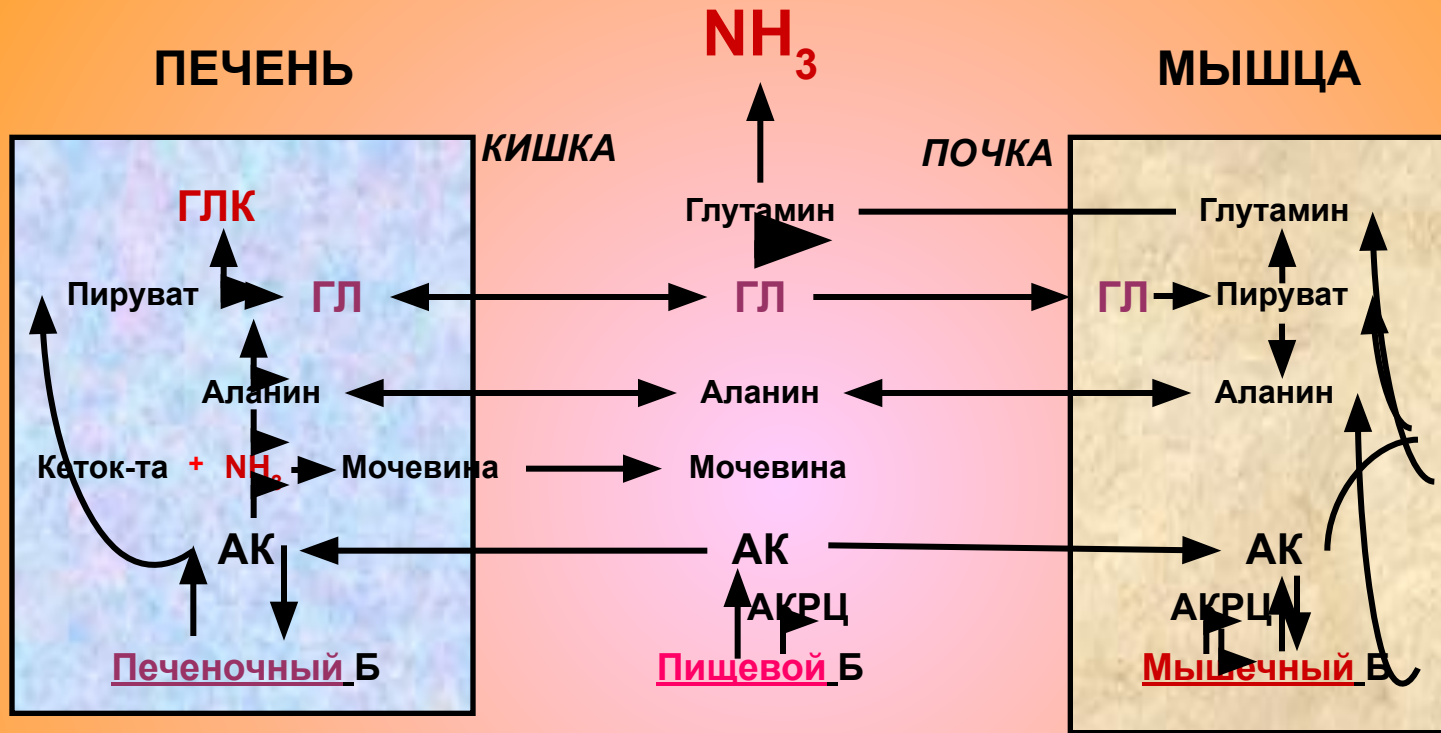 NH3
ПЕЧЕНЬ
МЫШЦА
КИШКА
ПОЧКА
ГЛК
Глутамин
Глутамин
Пируват
ГЛ
ГЛ
ГЛ
Пируват
Аланин
Аланин
Аланин
Кеток-та + NH3
Мочевина
Мочевина
АК
АК
АК
АКРЦ
АКРЦ
Печеночный Б
Пищевой Б
Мышечный Б